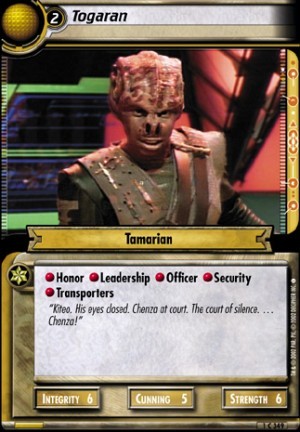 2 Togaran
Tamarian
Honor Leadership Officer Security
Transporters
"Kiteo. His eyes closed. Chenza at court. The court of silence. …
Chenza!"
INTEGRITY 6 CUNNING 5 STRENGTH 6